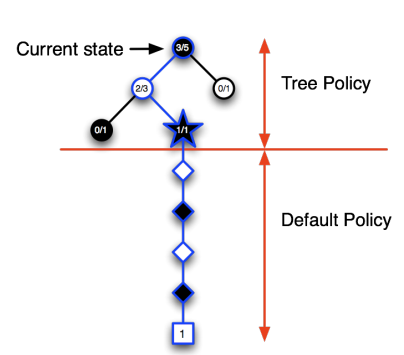 Current state
3/5
Tree Policy
2/3
0/1
0/1
1/1
Default Policy
1